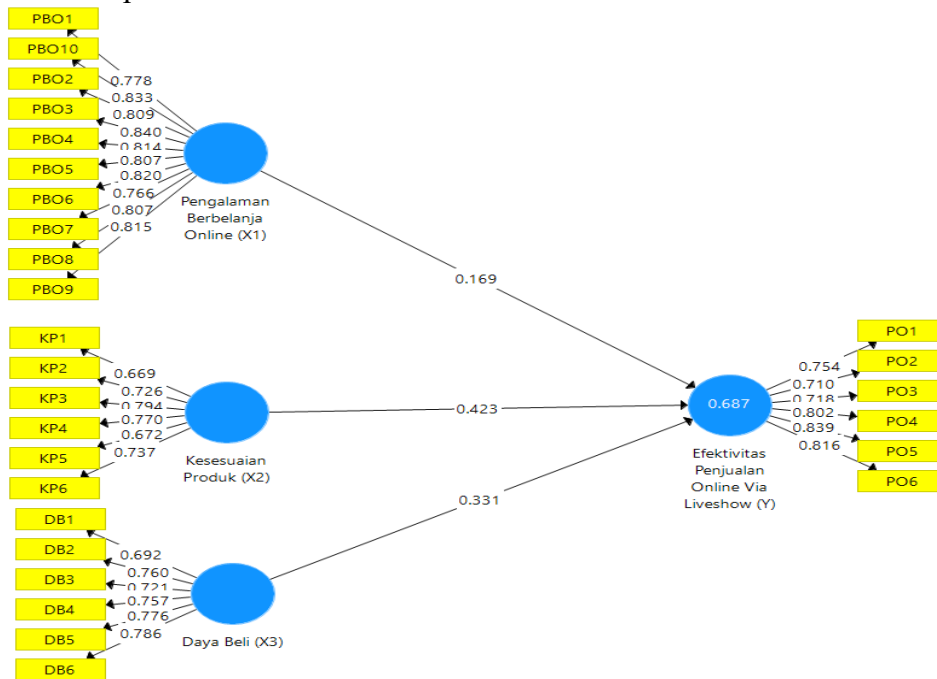 PBO1
PBO10
PBO2
PBO3
PBO4
PBO5
PBO6
PBO7
PBO8
PBO9
0.778
0.833
0.809
0.840
0.814
0.807
0.820
0.766
0.807
0.815
Pengalaman
Berbelanja
Online (X1)
0.169
KP1
KP2
KP3
KP4
KP5
KP6
0.669
0.726
0.794
0.770
0.672
0.737
Kesesuaian
Produk (X2)
0.423
DB1
DB2
DB3
DB4
DB5
DB6
0.692
0.760
0.721
0.757
0.776
0.786
Daya Beli (X3)
0.331
0.687
Efektivitas
Penjualan
Online Via
Liveshow (Y)
0.754
0.710
0.718
0.802
0.839
0.816
PO1
PO2
PO3
PO4
PO5
PO6